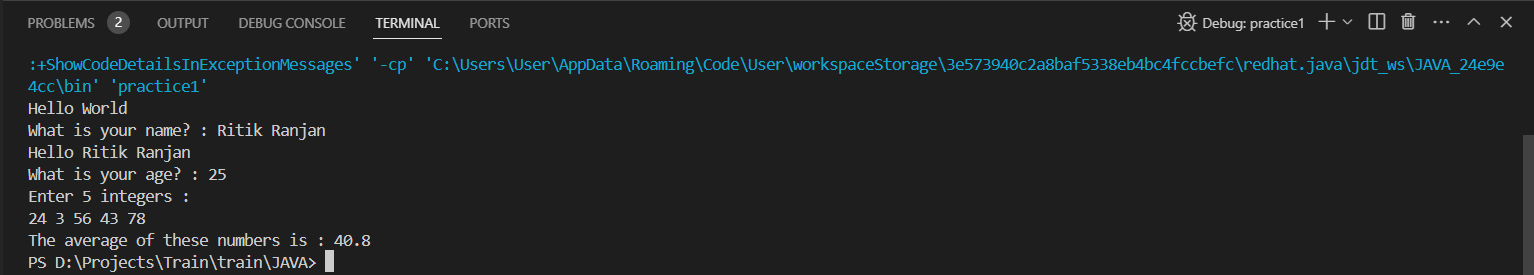 PROBLEMS 2 OUTPUT DEBUG CONSOLE TERMINAL PORTS Debug: practice1
:+ShowCodeDetailsInExceptionMessages' '-cp' 'C:\Users\User\AppData\Roaming\Code\User\workspaceStorage\3e573940c2a8baf5338eb4bc4fccbefc\redhat.java\jdt_ws\JAVA_24e9e
4cc\bin' 'practice1'
Hello World
What is your name? : Ritik Ranjan
Hello Ritik Ranjan
What is your age? : 25
Enter 5 integers :
24 3 56 43 78
The average of these numbers is : 40.8
PS D:\Projects\Train\train\JAVA>